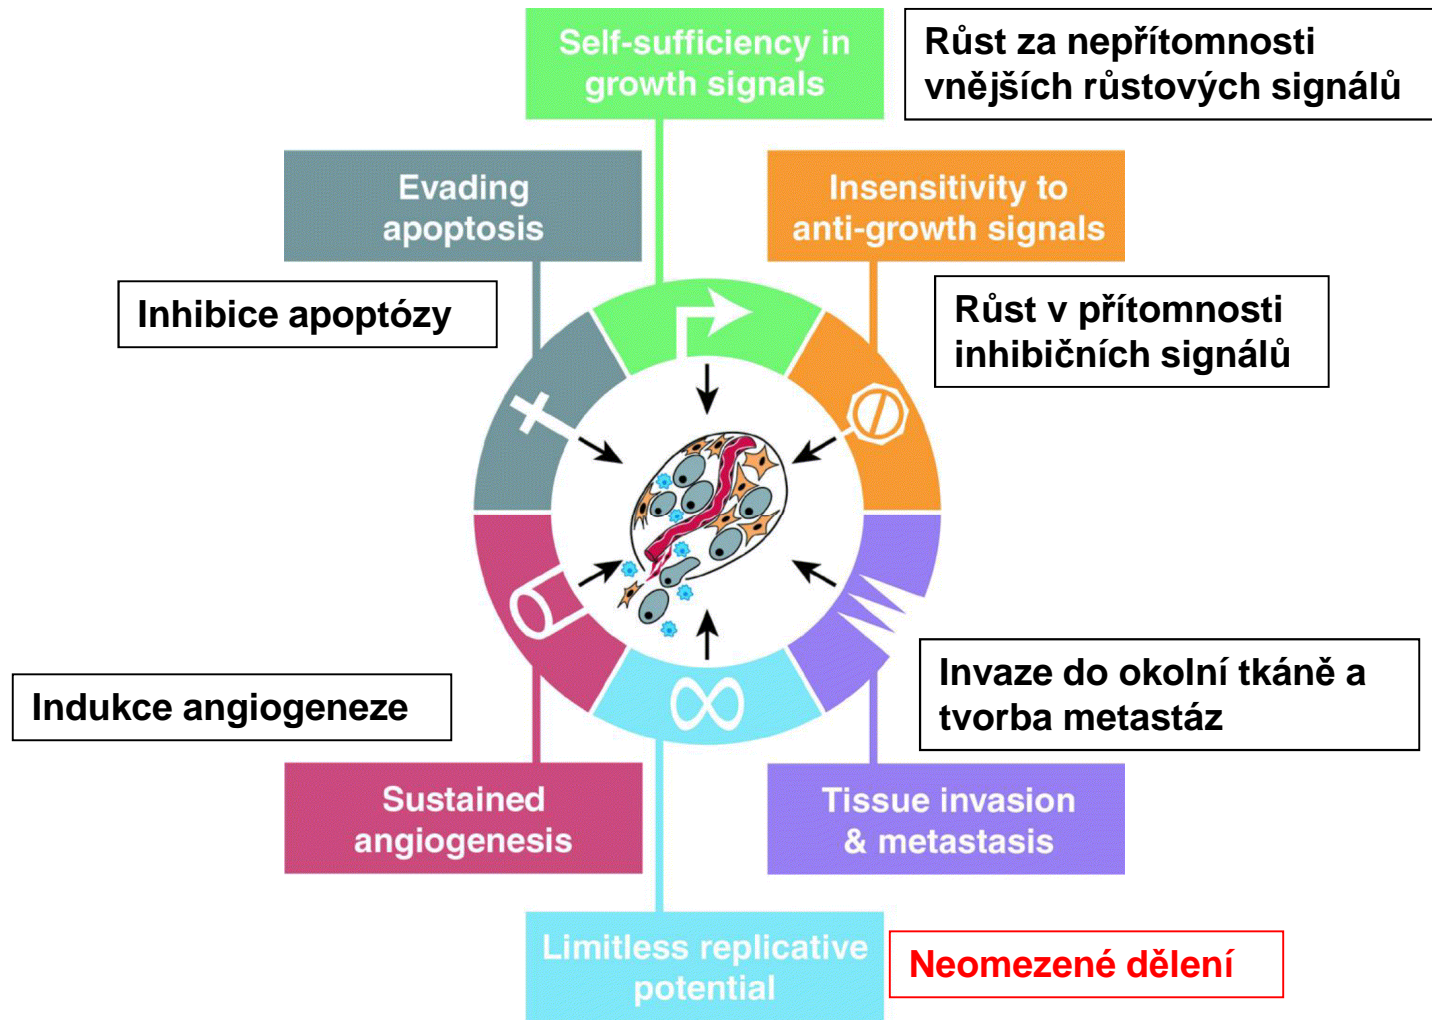 Self-sufficiency in
growth signals
Růst za nepřítomnosti
vnějších růstových signálů
Evading
apoptosis
Insensitivity to
anti-growth signals
Inhibice apoptózy
Růst v přítomnosti
inhibičních signálů
Indukce angiogeneze
Invaze do okolní tkáně a
tvorba metastáz
Sustained
angiogenesis
Tissue invasion
& metastasis
Limitless replicative
potential
Neomezené dělení